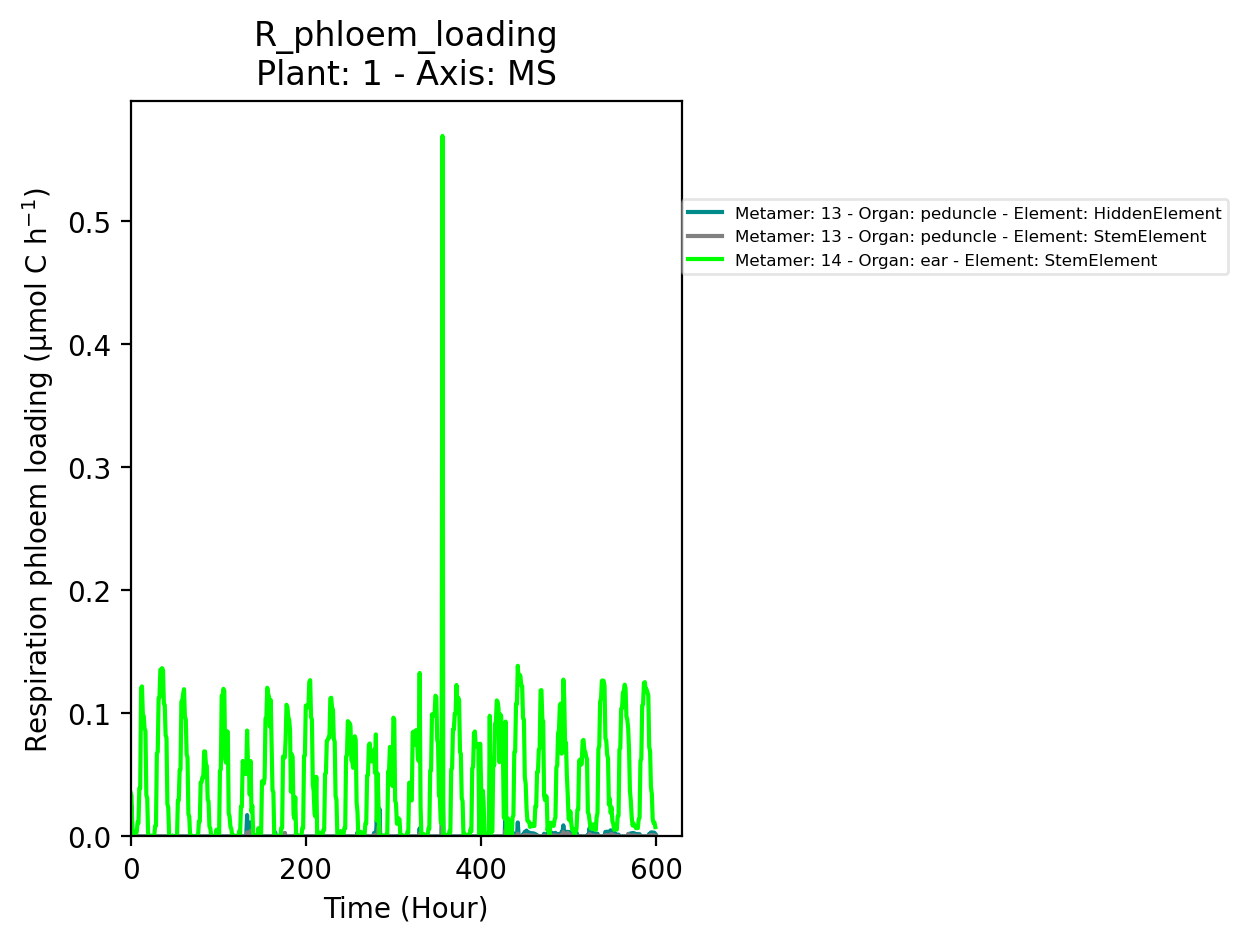 R_phloem_loading
Plant: 1 - Axis: MS
Respiration phloem loading (µmol C h⁻¹)
0.5
0.4
0.3
0.2
0.1
0.0
0
200
400
600
Time (Hour)
Metamer: 13 - Organ: peduncle - Element: HiddenElement
Metamer: 13 - Organ: peduncle - Element: StemElement
Metamer: 14 - Organ: ear - Element: StemElement